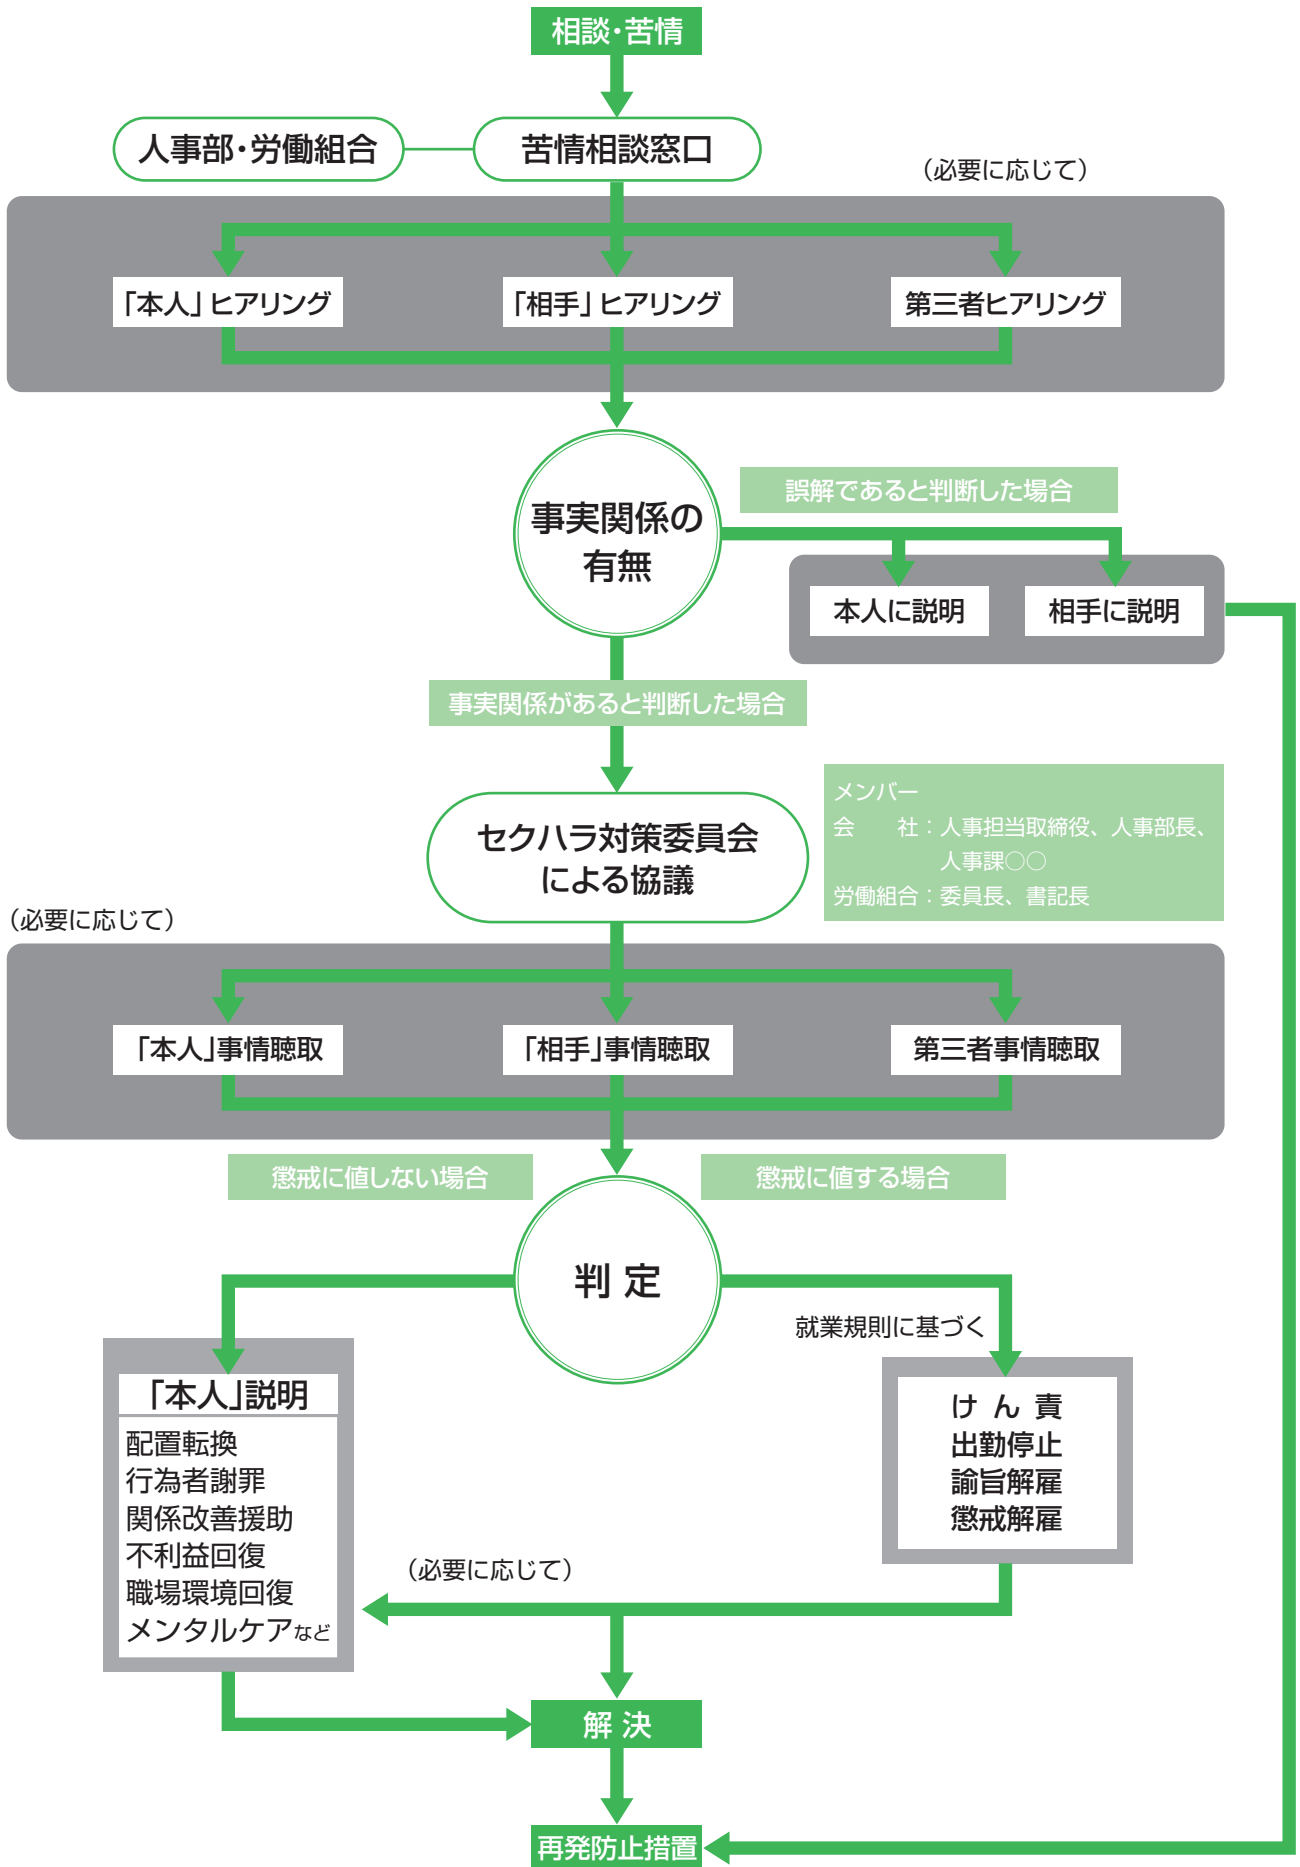 相談・苦情
人事部・労働組合
苦情相談窓口
（必要に応じて）
「本人」ヒアリング
「相手」ヒアリング
第三者ヒアリング
事実関係の
有無
誤解であると判断した場合
本人に説明
相手に説明
事実関係があると判断した場合
セクハラ対策委員会
による協議
メンバー
会　　社：人事担当取締役、人事部長、
人事課○○
労働組合：委員長、書記長
（必要に応じて）
「本人」事情聴取
「相手」事情聴取
第三者事情聴取
懲戒に値しない場合
懲戒に値する場合
判 定
就業規則に基づく
「本人」説明
配置転換
行為者謝罪
関係改善援助
不利益回復
職場環境回復
メンタルケアなど
け ん 責
出勤停止
諭旨解雇
懲戒解雇
（必要に応じて）
解 決
再発防止措置